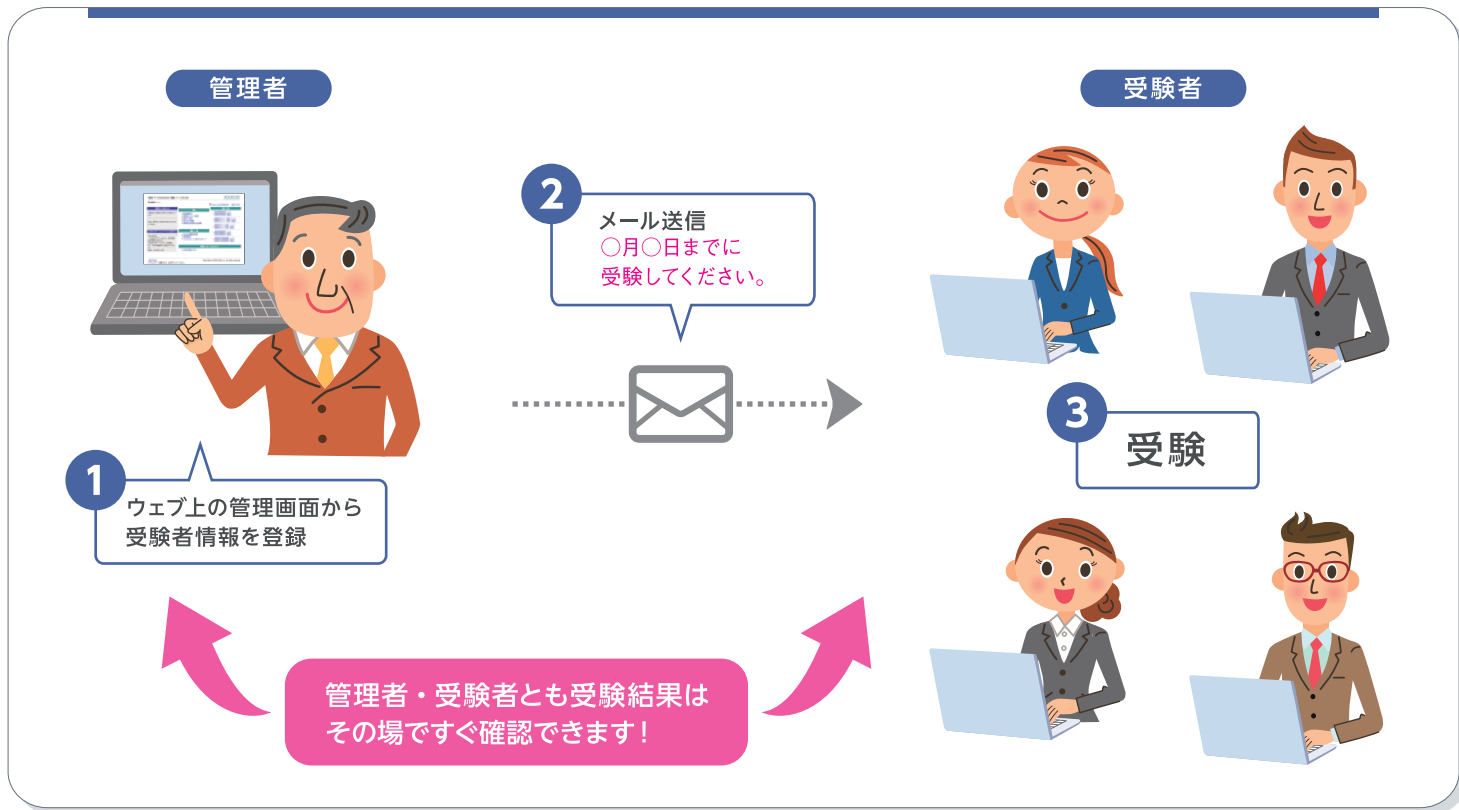 管理者
受験者
2
メール送信
〇月〇日までに
受験してください。
3
受験
1
ウェブ上の管理画面から
受験者情報を登録
管理者・受験者とも受験結果は
その場ですぐ確認できます！